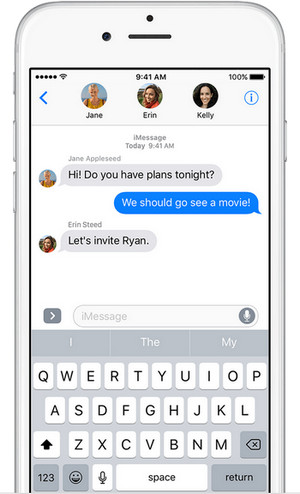 9:41 AM
100%
Jane Erin Kelly
iMessage
Today 9:41 AM
Jane Appleseed
Hi! Do you have plans tonight?
We should go see a movie!
Erin Steed
Let's invite Ryan.
iMessage
I The My
Q W E R T Y U I O P
A S D F G H J K L
Z X C V B N M
123 space return